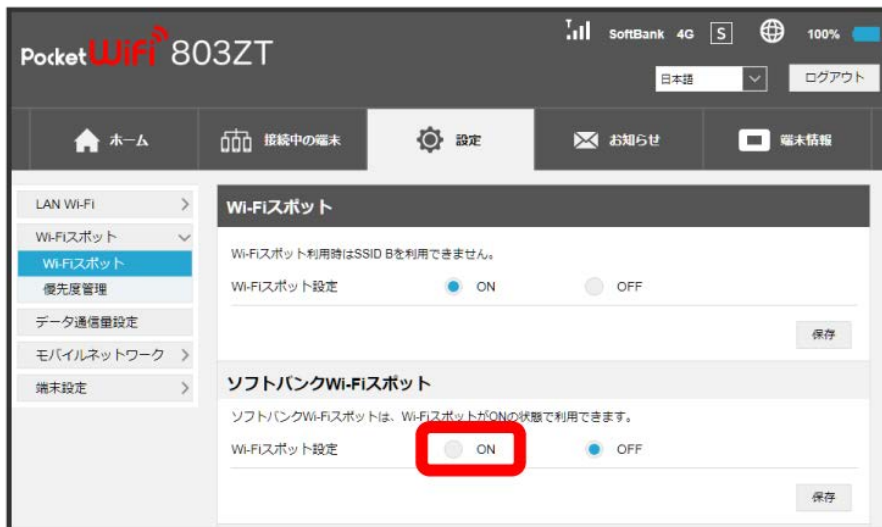 Pocket WiFi 803ZT
SoftBank 4G S 100%
日本語 ログアウト
ホーム 接続中の端末 設定 お知らせ 端末情報
LAN Wi-Fi
Wi-Fiスポット
Wi-Fiスポット
優先度管理
データ通信量設定
モバイルネットワーク
端末設定
Wi-Fiスポット
Wi-Fiスポット利用時はSSID Bを利用できません。
Wi-Fiスポット設定 ON OFF
保存
ソフトバンクWi-Fiスポット
ソフトバンクWi-Fiスポットは、Wi-FiスポットがONの状態で利用できます。
Wi-Fiスポット設定 ON OFF
保存